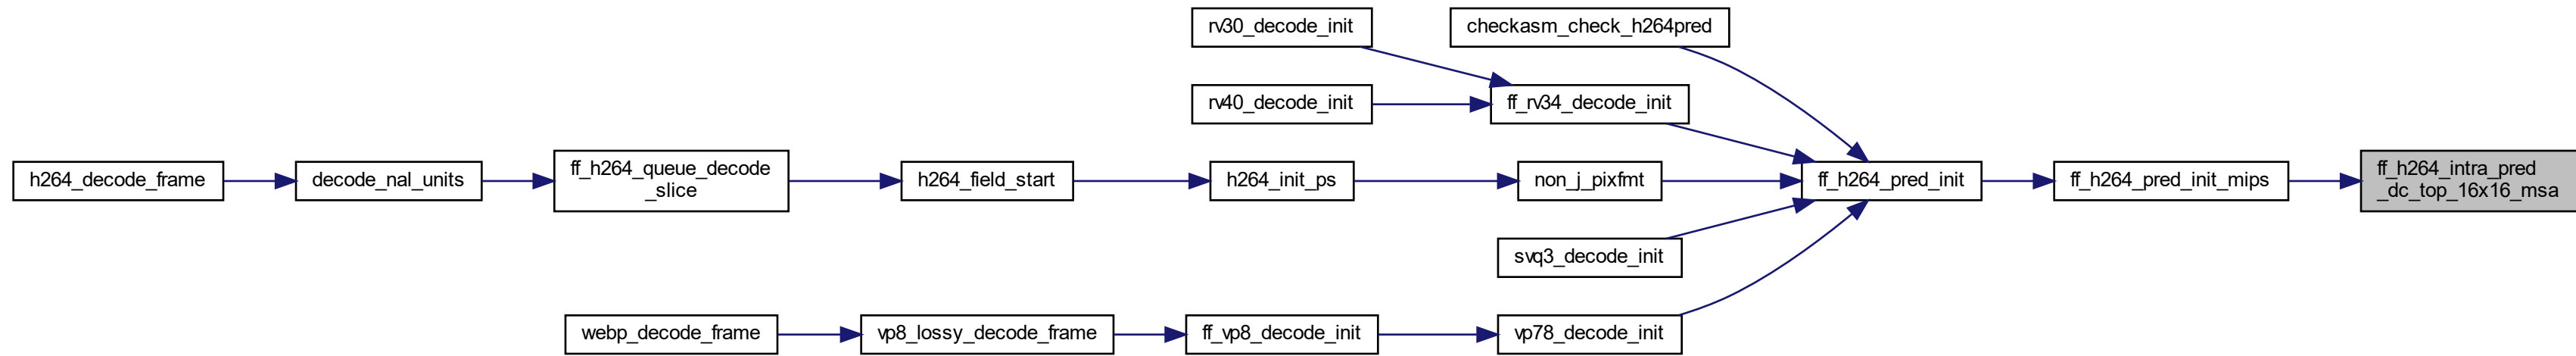 rv30_decode_init
checkasm_check_h264pred
rv40_decode_init
ff_rv34_decode_init
h264_decode_frame
decode_nal_units
ff_h264_queue_decode
_slice
h264_field_start
h264_init_ps
non_j_pixfmt
ff_h264_pred_init
ff_h264_pred_init_mips
ff_h264_intra_pred
_dc_top_16x16_msa
svq3_decode_init
webp_decode_frame
vp8_lossy_decode_frame
ff_vp8_decode_init
vp78_decode_init